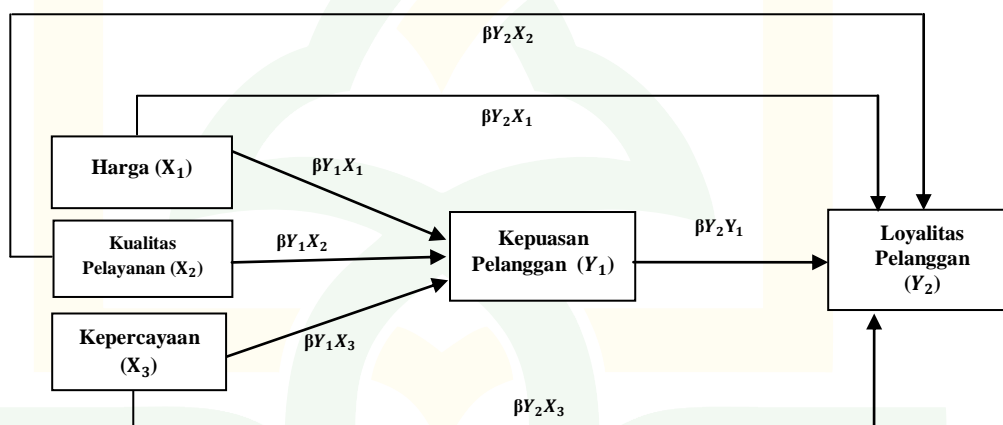 βY₂X₂
βY₂X₁
Harga (X₁)
βY₁X₁
Kualitas
Pelayanan (X₂)
βY₁X₂
Kepuasan
Pelanggan (Y₁)
βY₂Y₁
Loyalitas
Pelanggan
(Y₂)
Kepercayaan
(X₃)
βY₁X₃
βY₂X₃